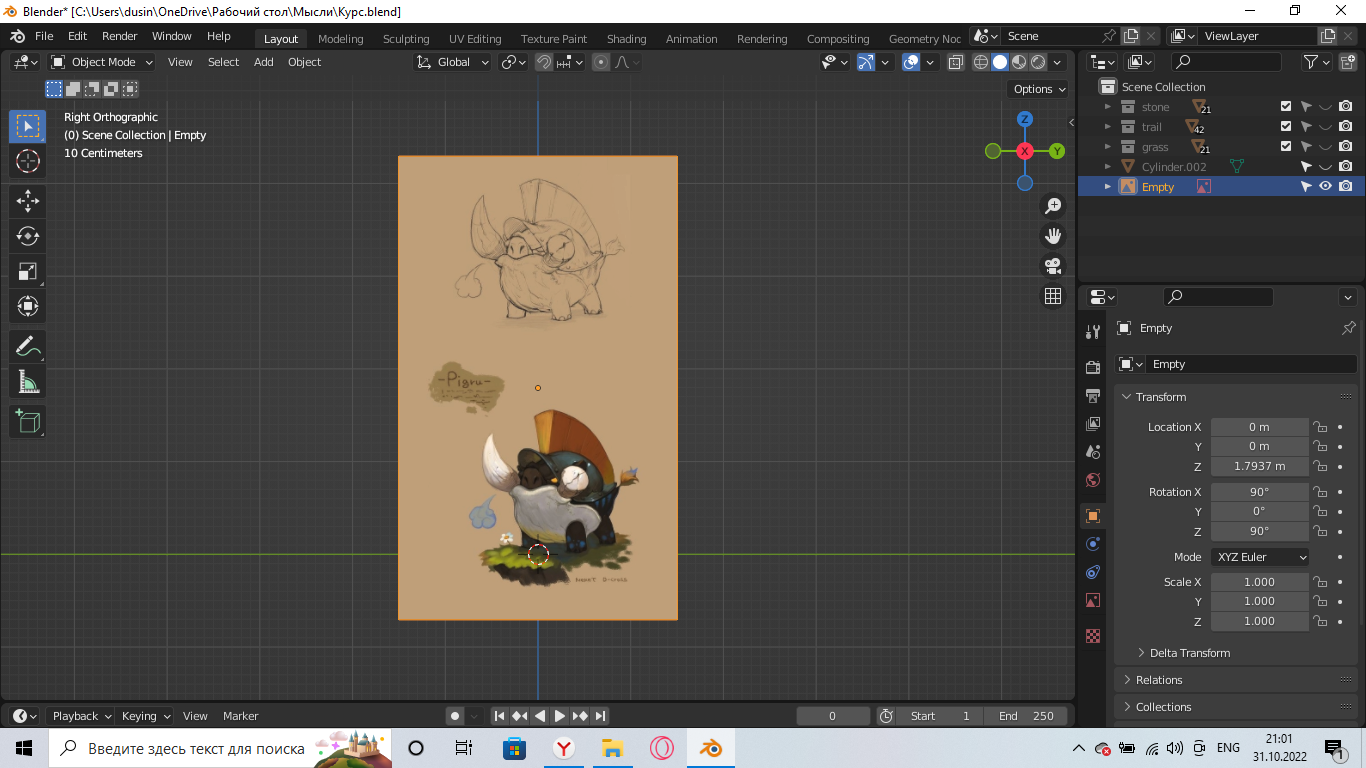 Blender* [C:\Users\dusin\OneDrive\Рабочий стол\Мысли\Курс.blend]
File Edit Render Window Help Layout Modeling Sculpting UV Editing Texture Paint Shading Animation Rendering Compositing Geometry Noc Scene ViewLayer
Object Mode View Select Add Object Global
Options
Right Orthographic
(0) Scene Collection | Empty
10 Centimeters
Z
X
Y
-Pigru-
Scene Collection
stone 21
trail 42
grass 21
Cylinder.002
Empty
Empty
Empty
Transform
Location X 0 m
Y 0 m
Z 1.7937 m
Rotation X 90°
Y 0°
Z 90°
Mode XYZ Euler
Scale X 1.000
Y 1.000
Z 1.000
Delta Transform
Relations
Collections
Playback Keying View Marker 0 Start 1 End 250
Введите здесь текст для поиска
ENG
21:01
31.10.2022
1